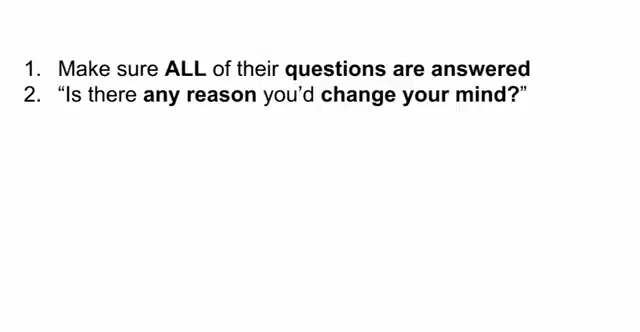 1. Make sure ALL of their questions are answered
2. “Is there any reason you’d change your mind?”